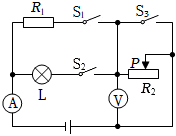 R₁ S₁ S₃
S₂ P
L R₂
A V